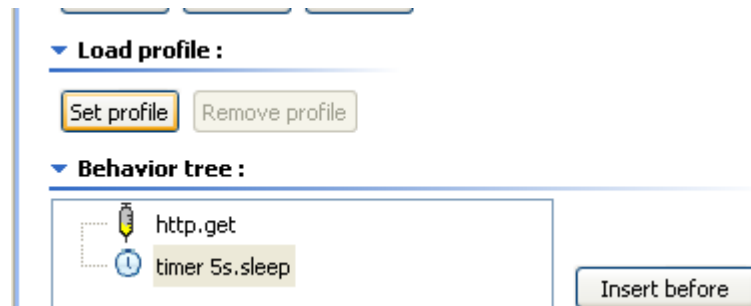 Load profile :
Set profile Remove profile
Behavior tree :
http.get
timer 5s.sleep
Insert before